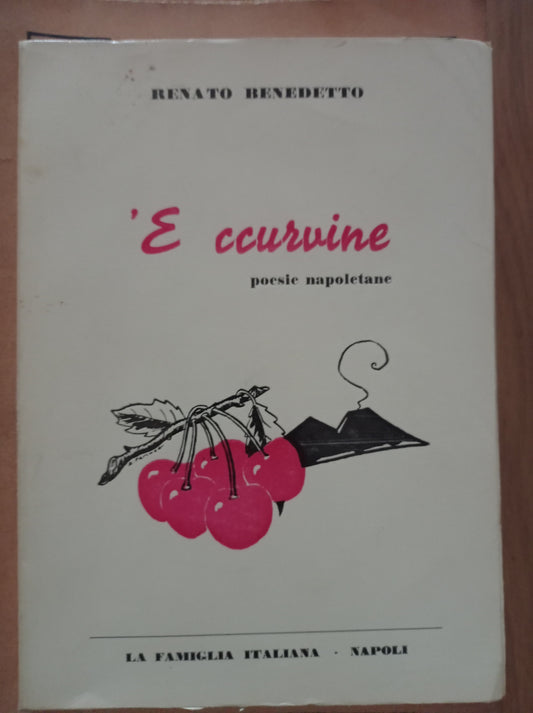 RENATO BENEDETTO
'E ccurvine
poesie napoletane
LA FAMIGLIA ITALIANA · NAPOLI